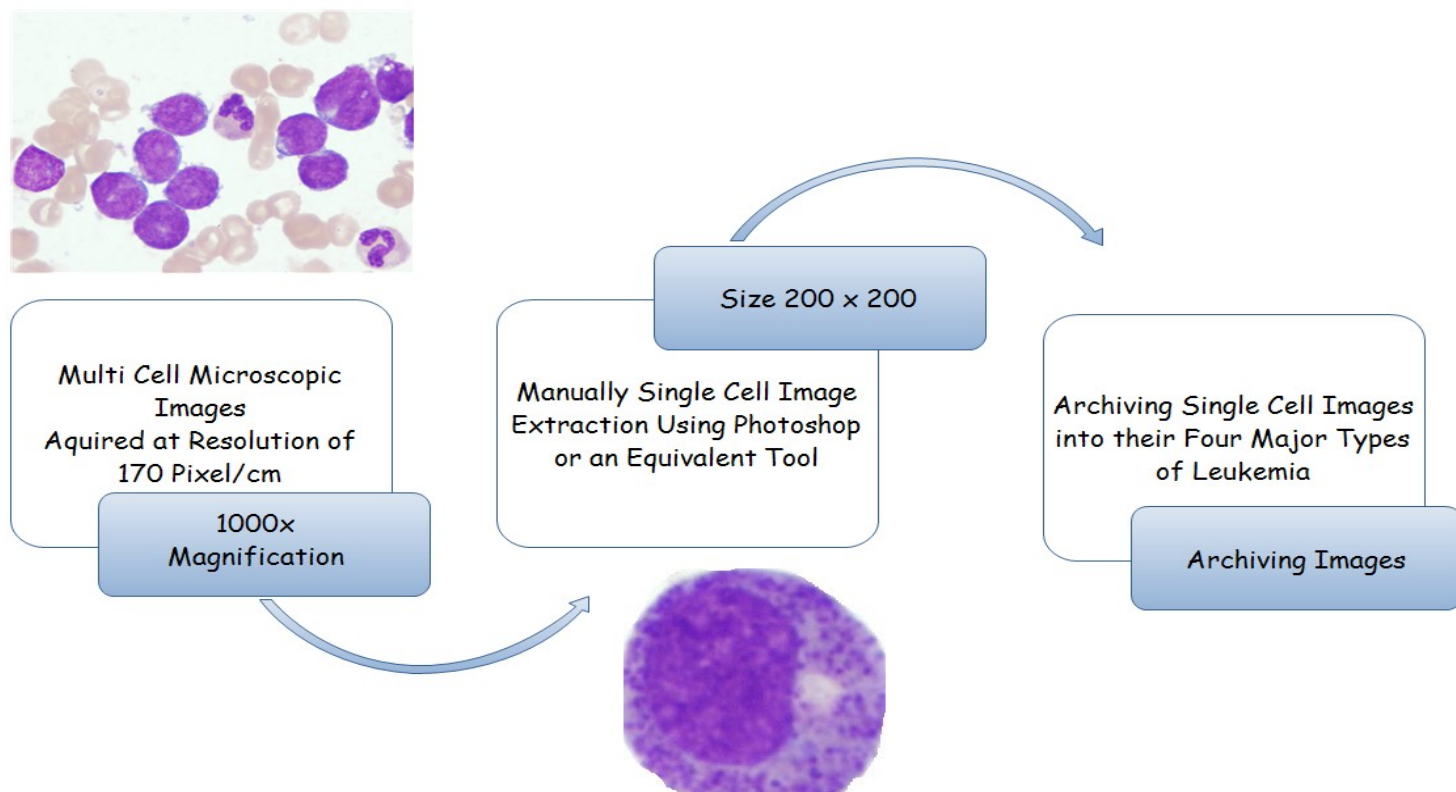 Multi Cell Microscopic
Images
Aquired at Resolution of
170 Pixel/cm
1000x
Magnification
Size 200 x 200
Manually Single Cell Image
Extraction Using Photoshop
or an Equivalent Tool
Archiving Single Cell Images
into their Four Major Types
of Leukemia
Archiving Images